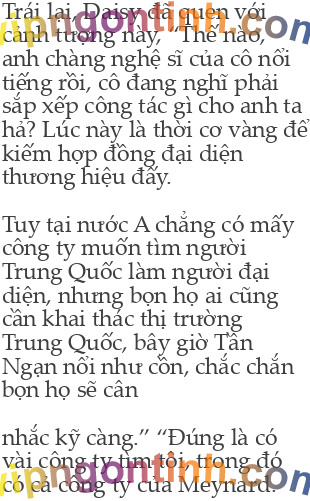 Trái lại, Daisy đã quen với
cảnh tượng này, “Thế nào,
anh chàng nghệ sĩ của cô nổi
tiếng rồi, cô đang nghĩ phải
sắp xếp công tác gì cho anh ta
hả? Lúc này là thời cơ vàng để
kiếm hợp đồng đại diện
thương hiệu đấy.
Tuy tại nước A chẳng có mấy
công ty muốn tìm người
Trung Quốc làm người đại
diện, nhưng bọn họ ai cũng
cần khai thác thị trường
Trung Quốc, bây giờ Tần
Ngạn nổi như cồn, chắc chắn
bọn họ sẽ cân
nhắc kỹ càng.” “Đúng là có
vài công ty tìm tôi, trong đó
có cả công ty của Meynard.
vipngontinh.com
vipngontinh.com